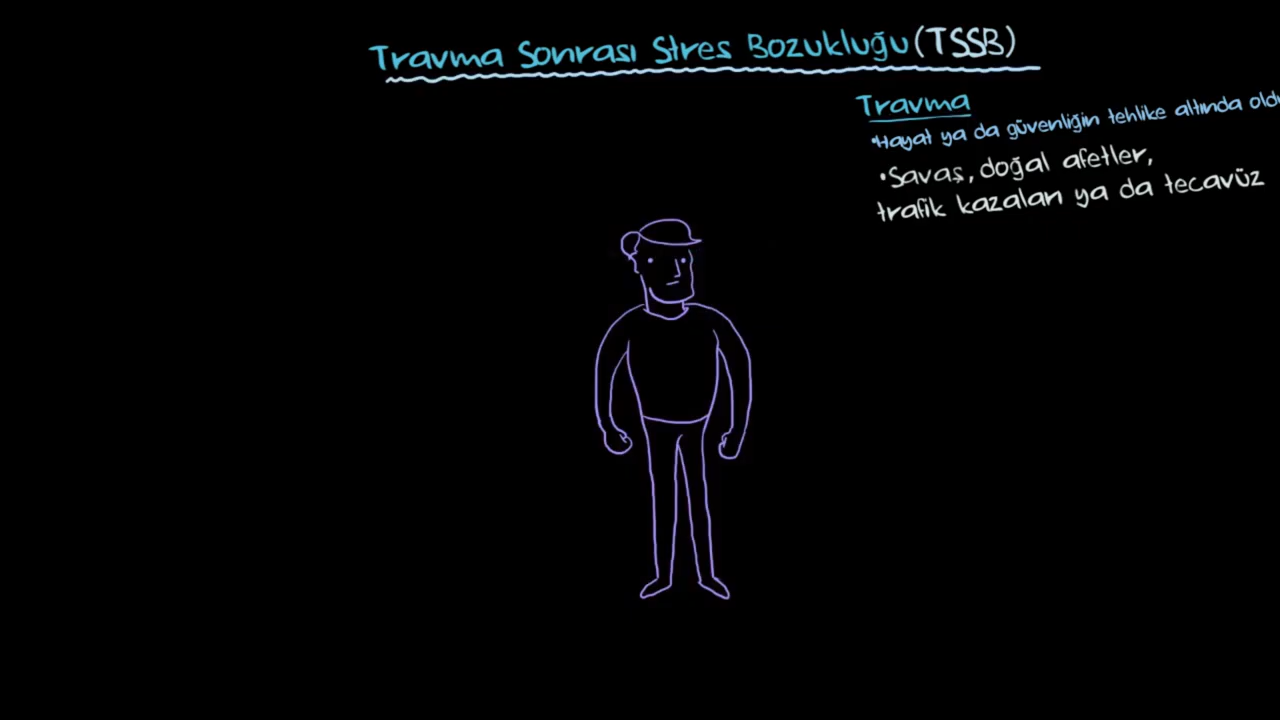 Travma Sonrası Stres Bozukluğu (TSSB)
Travma
•Hayat ya da güvenliğin tehlike altında
•Savaş, doğal afetler,
trafik kazaları ya da tecavüz